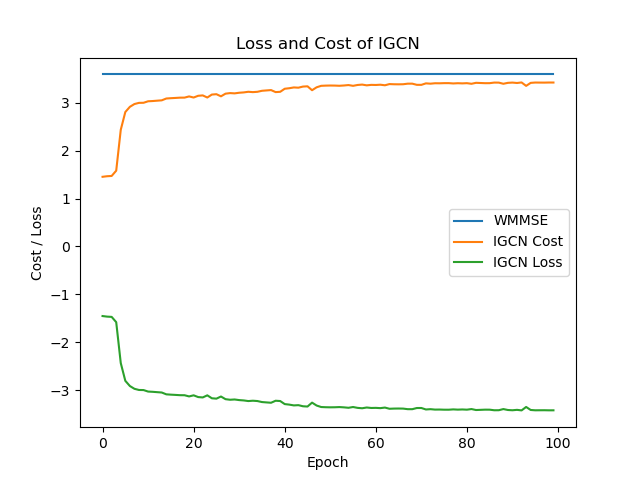 Loss and Cost of IGCN
Cost / Loss
3
2
1
0
−1
−2
−3
WMMSE
IGCN Cost
IGCN Loss
0 20 40 60 80 100
Epoch